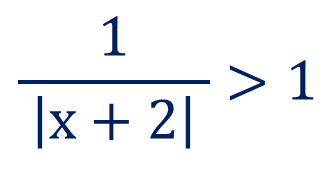 1/|x + 2| > 1